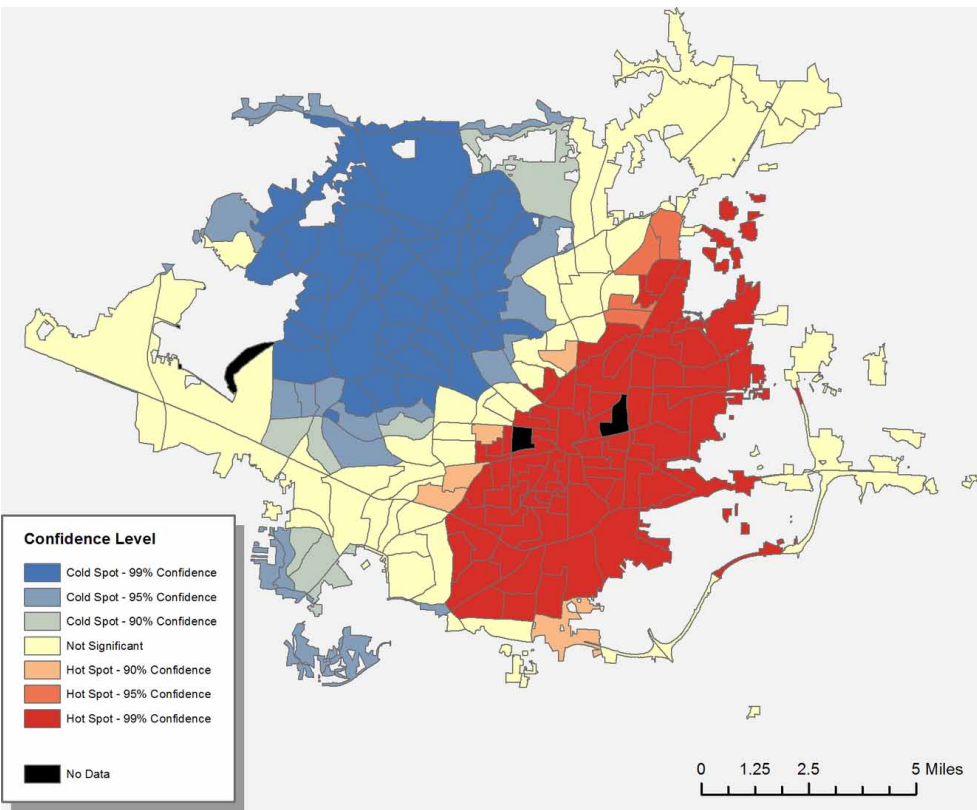 Confidence Level
Cold Spot - 99% Confidence
Cold Spot - 95% Confidence
Cold Spot - 90% Confidence
Not Significant
Hot Spot - 90% Confidence
Hot Spot - 95% Confidence
Hot Spot - 99% Confidence
No Data
0 1.25 2.5 5 Miles